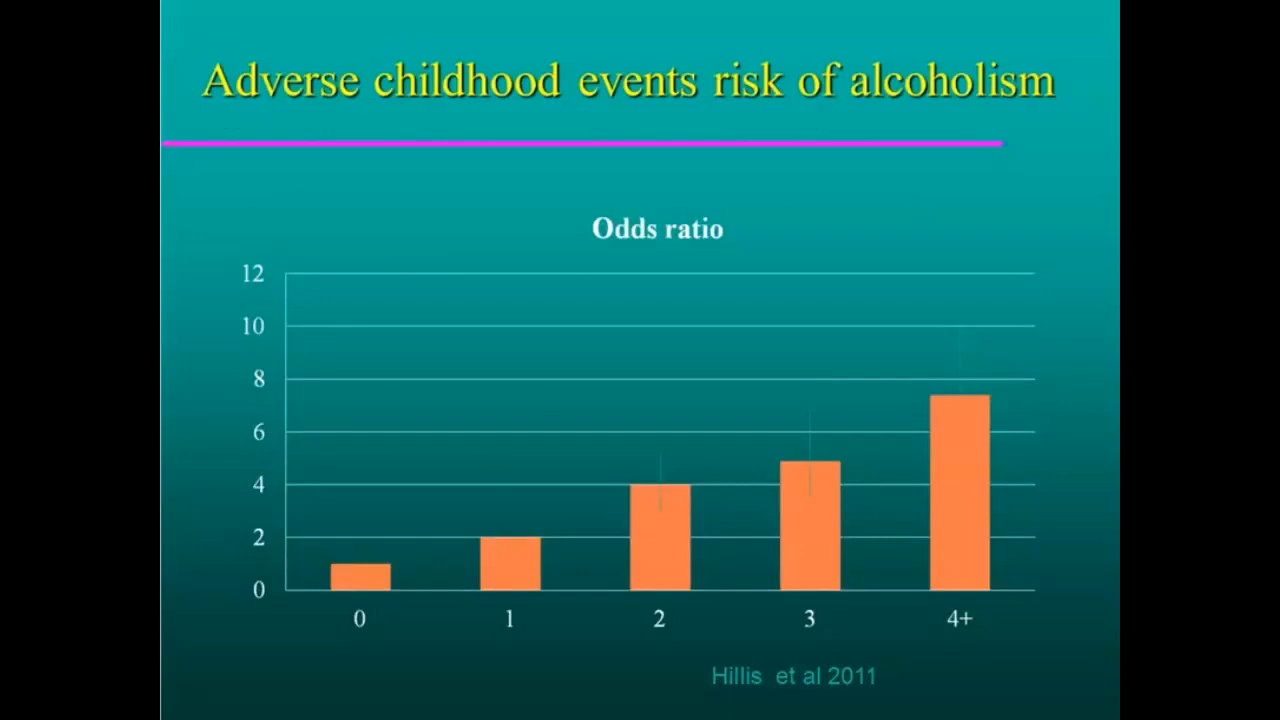 Adverse childhood events risk of alcoholism
Odds ratio
12
10
8
6
4
2
0
0 1 2 3 4+
Hillis et al 2011